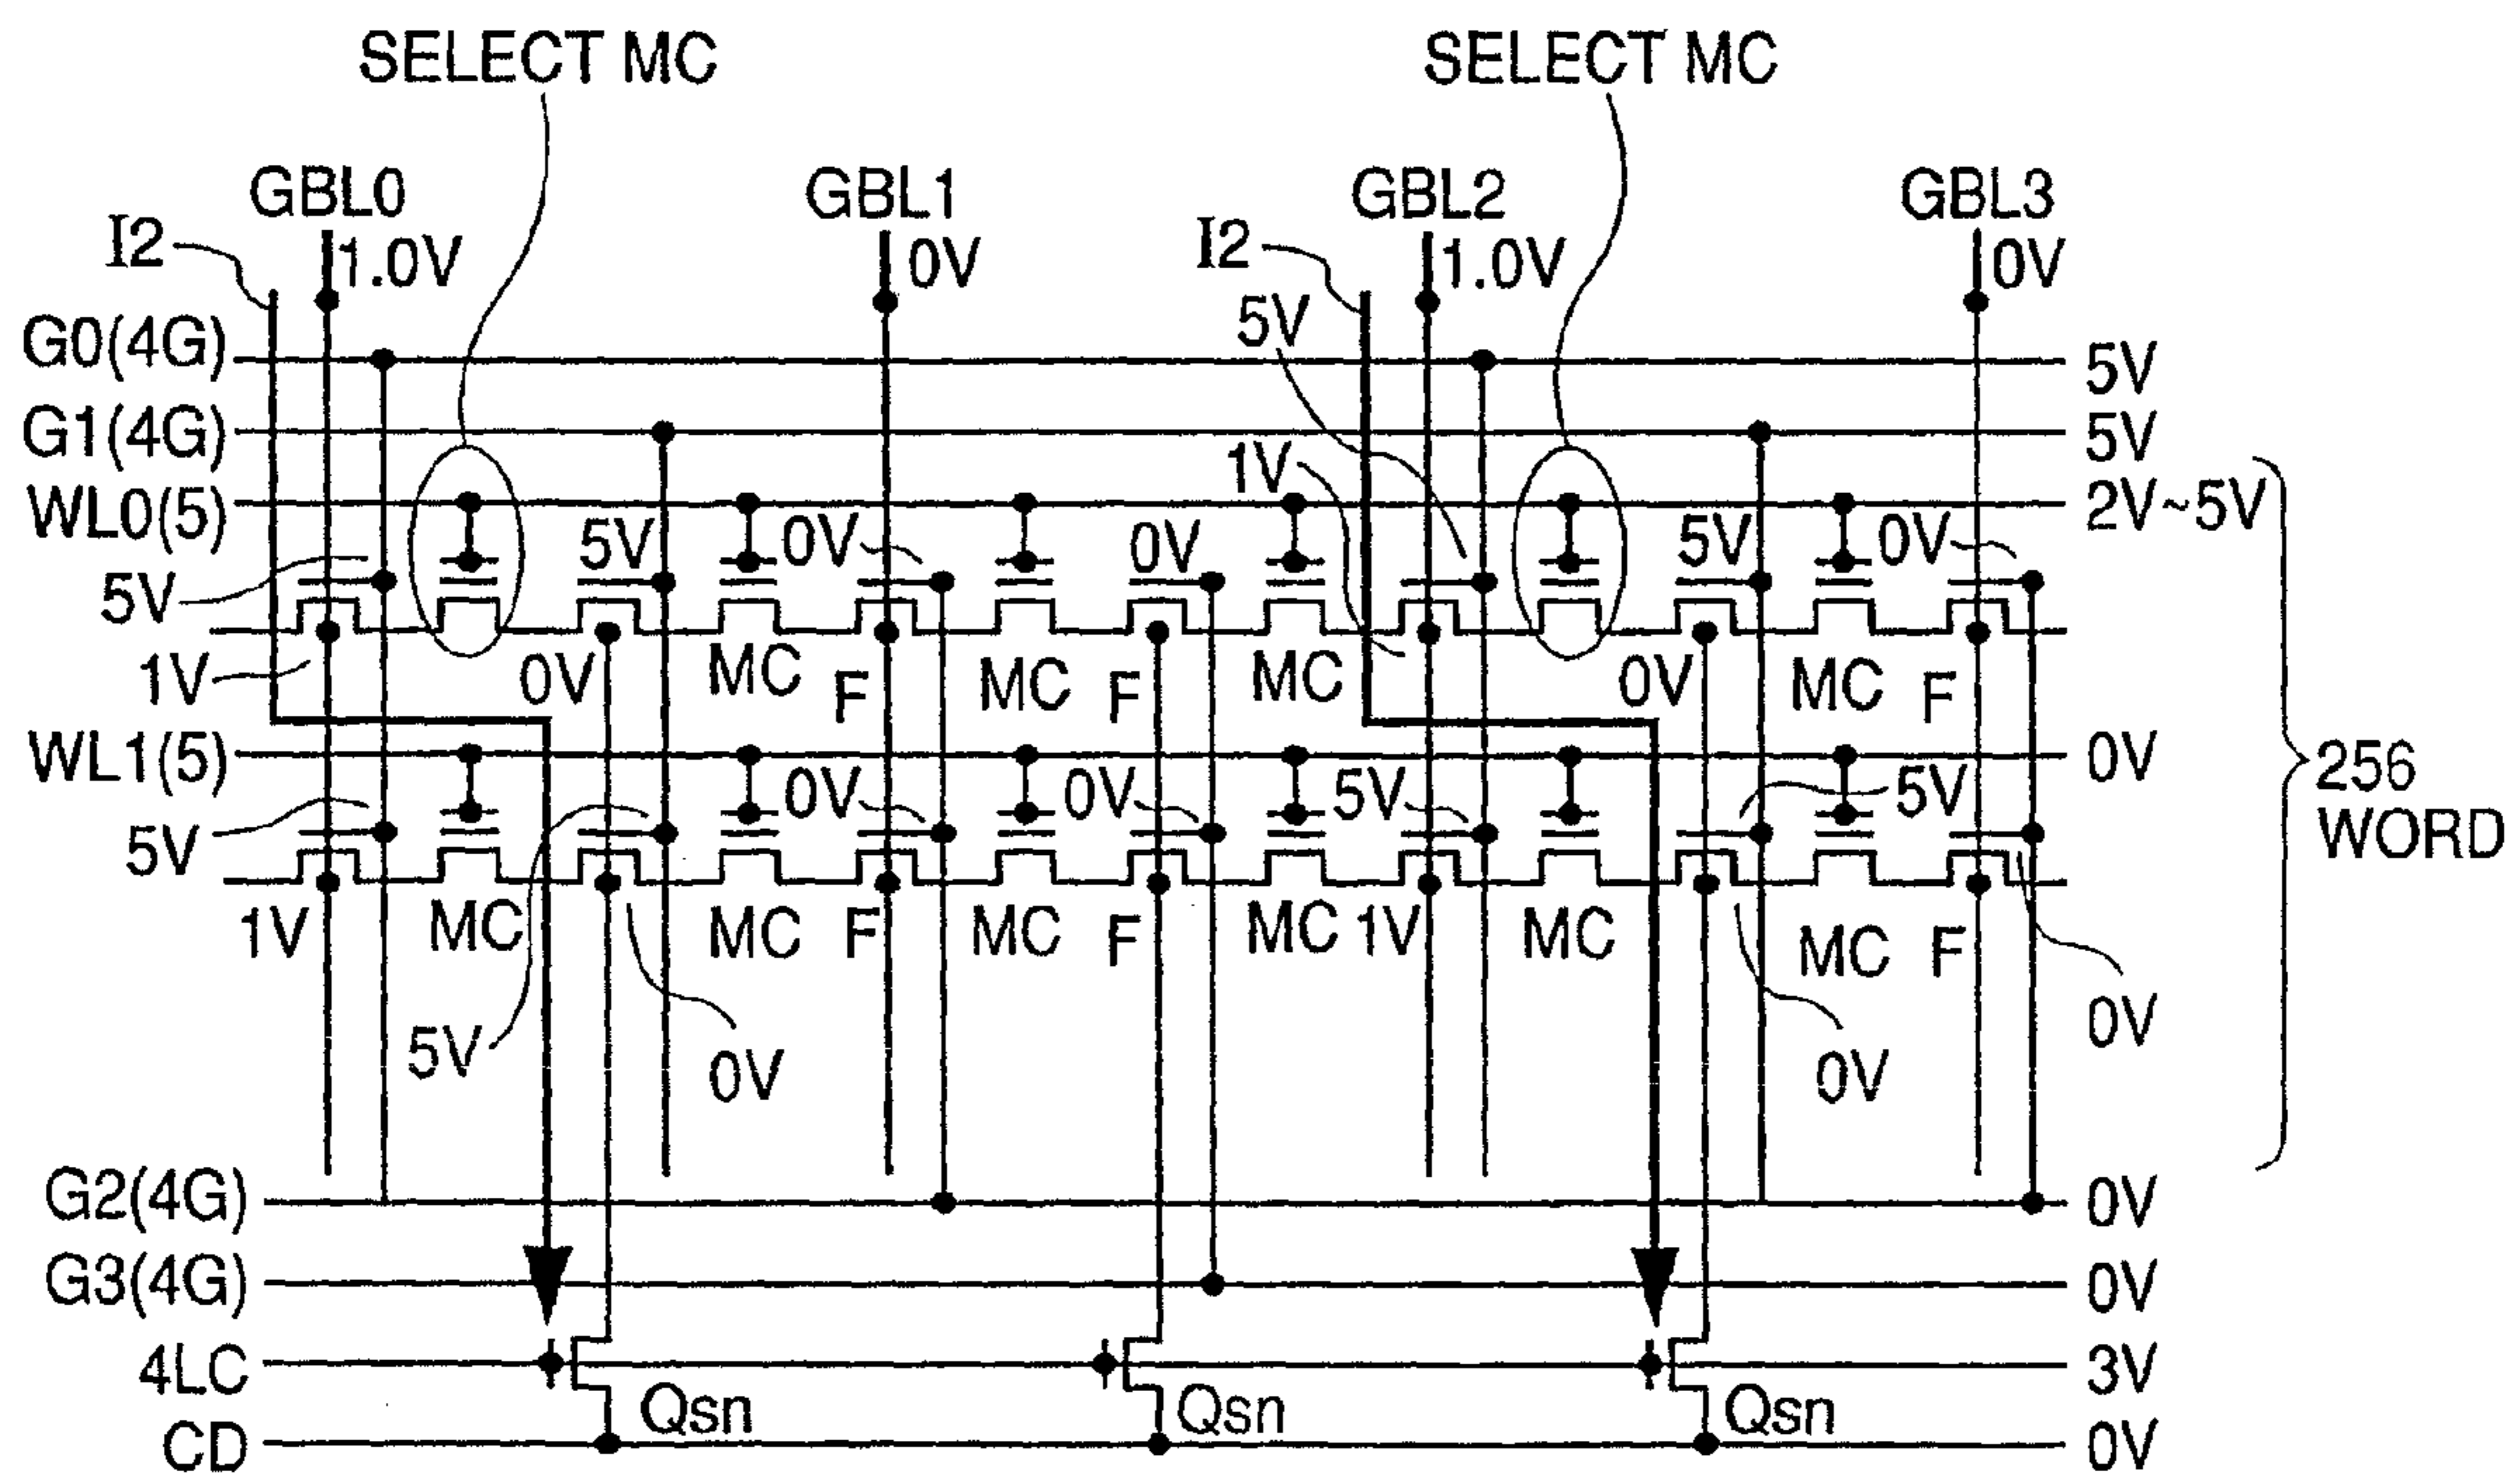 SELECT MC SELECT MC
GBL0 GBL1 GBL2 GBL3
I2 1.0V 0V I2 1.0V 0V
5V
G0(4G) 5V
G1(4G) 5V
1V
WL0(5) 2V~5V
5V 0V 0V 5V 0V
5V
1V 0V MC F MC F MC 0V MC F
WL1(5) 0V
256
WORD
0V 0V 5V 5V
5V
1V MC MC F MC F MC 1V MC MC F
5V 0V 0V 0V
G2(4G) 0V
G3(4G) 0V
4LC 3V
Qsn Qsn Qsn
CD 0V